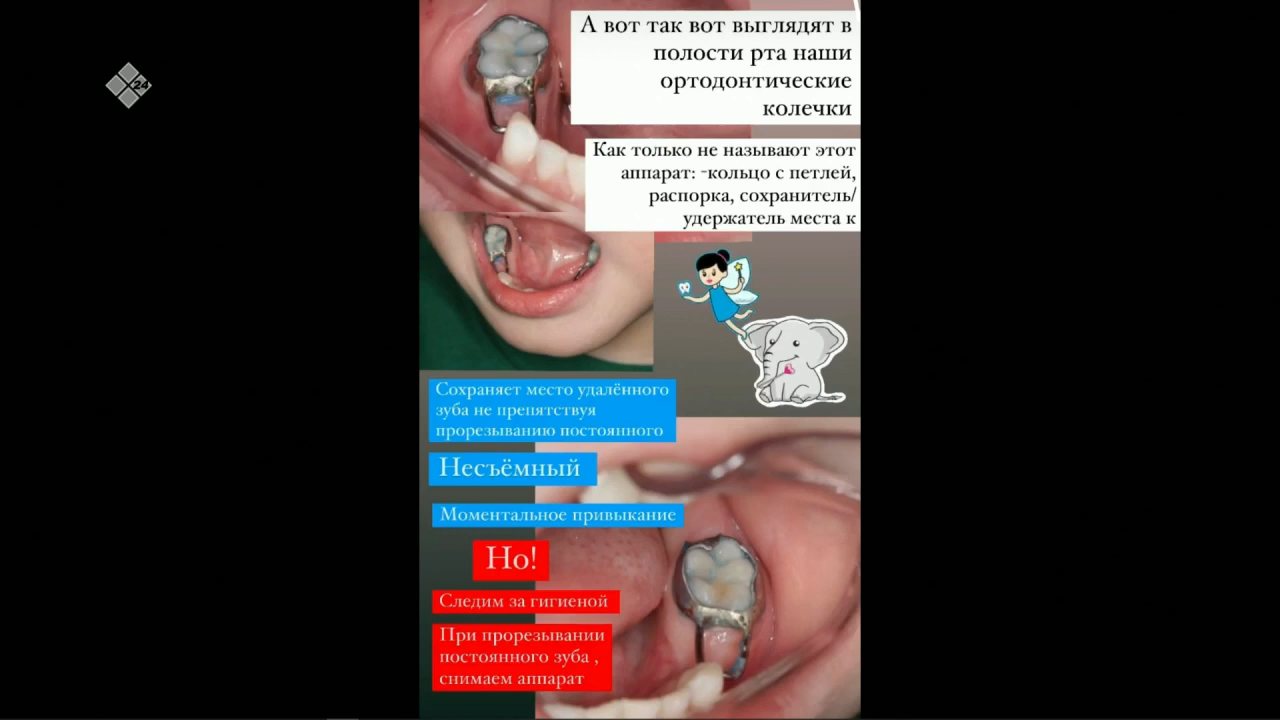 X24
А вот так вот выглядят в
полости рта наши
ортодонтические
колечки
Как только не называют этот
аппарат: -кольцо с петлей,
распорка, сохранитель/
удержатель места к
Сохраняет место удалённого
зуба не препятствуя
прорезыванию постоянного
Несъёмный
Моментальное привыкание
Но!
Следим за гигиеной
При прорезывании
постоянного зуба ,
снимаем аппарат